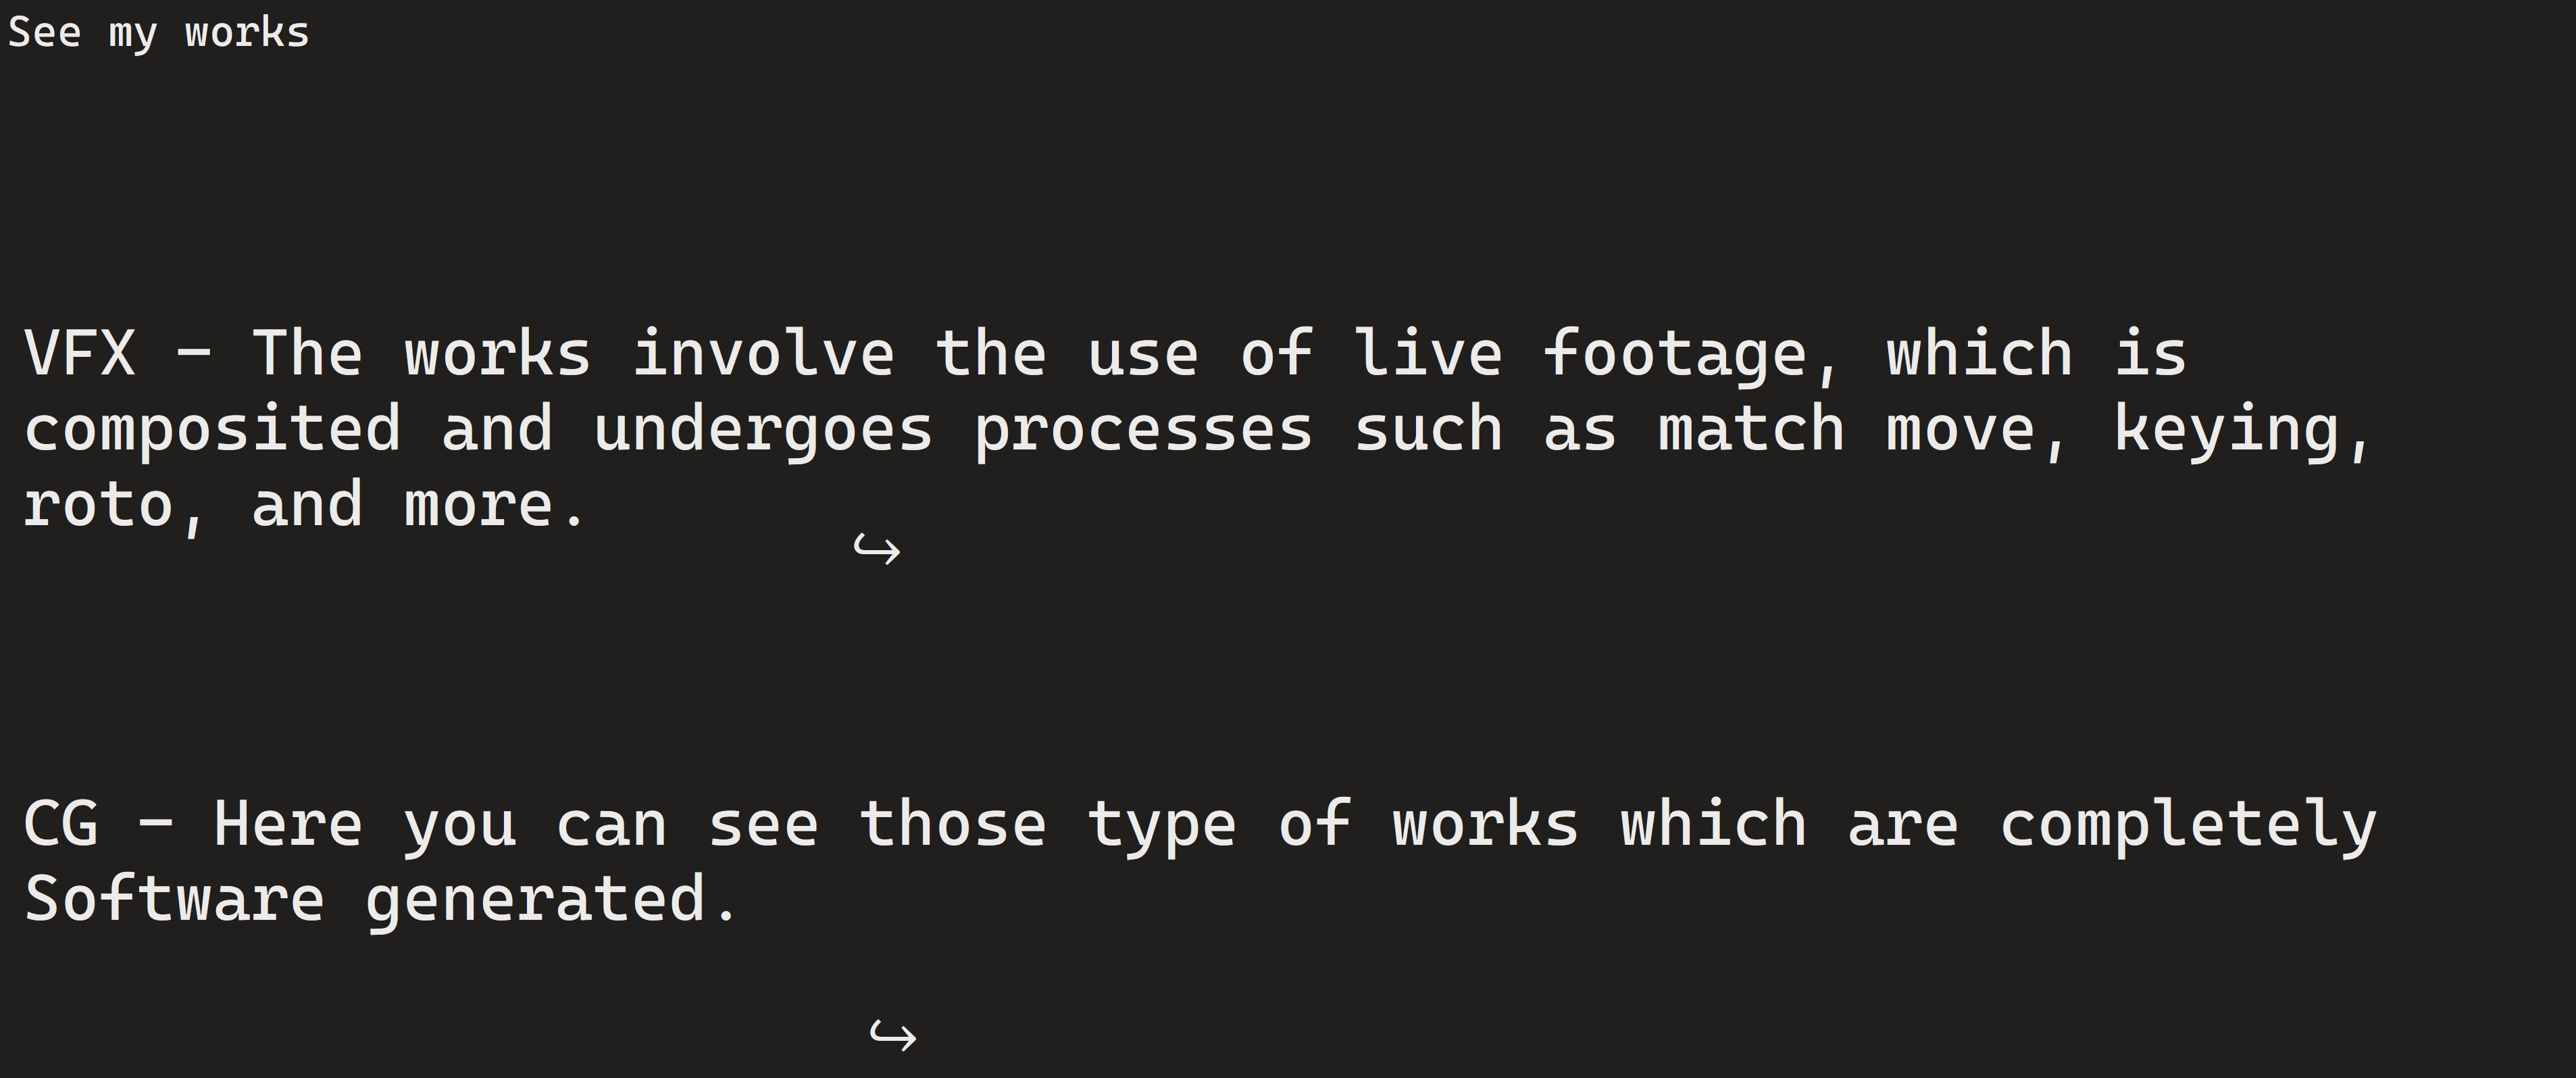 See my works
VFX - The works involve the use of live footage, which is
composited and undergoes processes such as match move, keying,
roto, and more.
↪
CG - Here you can see those type of works which are completely
Software generated.
↪